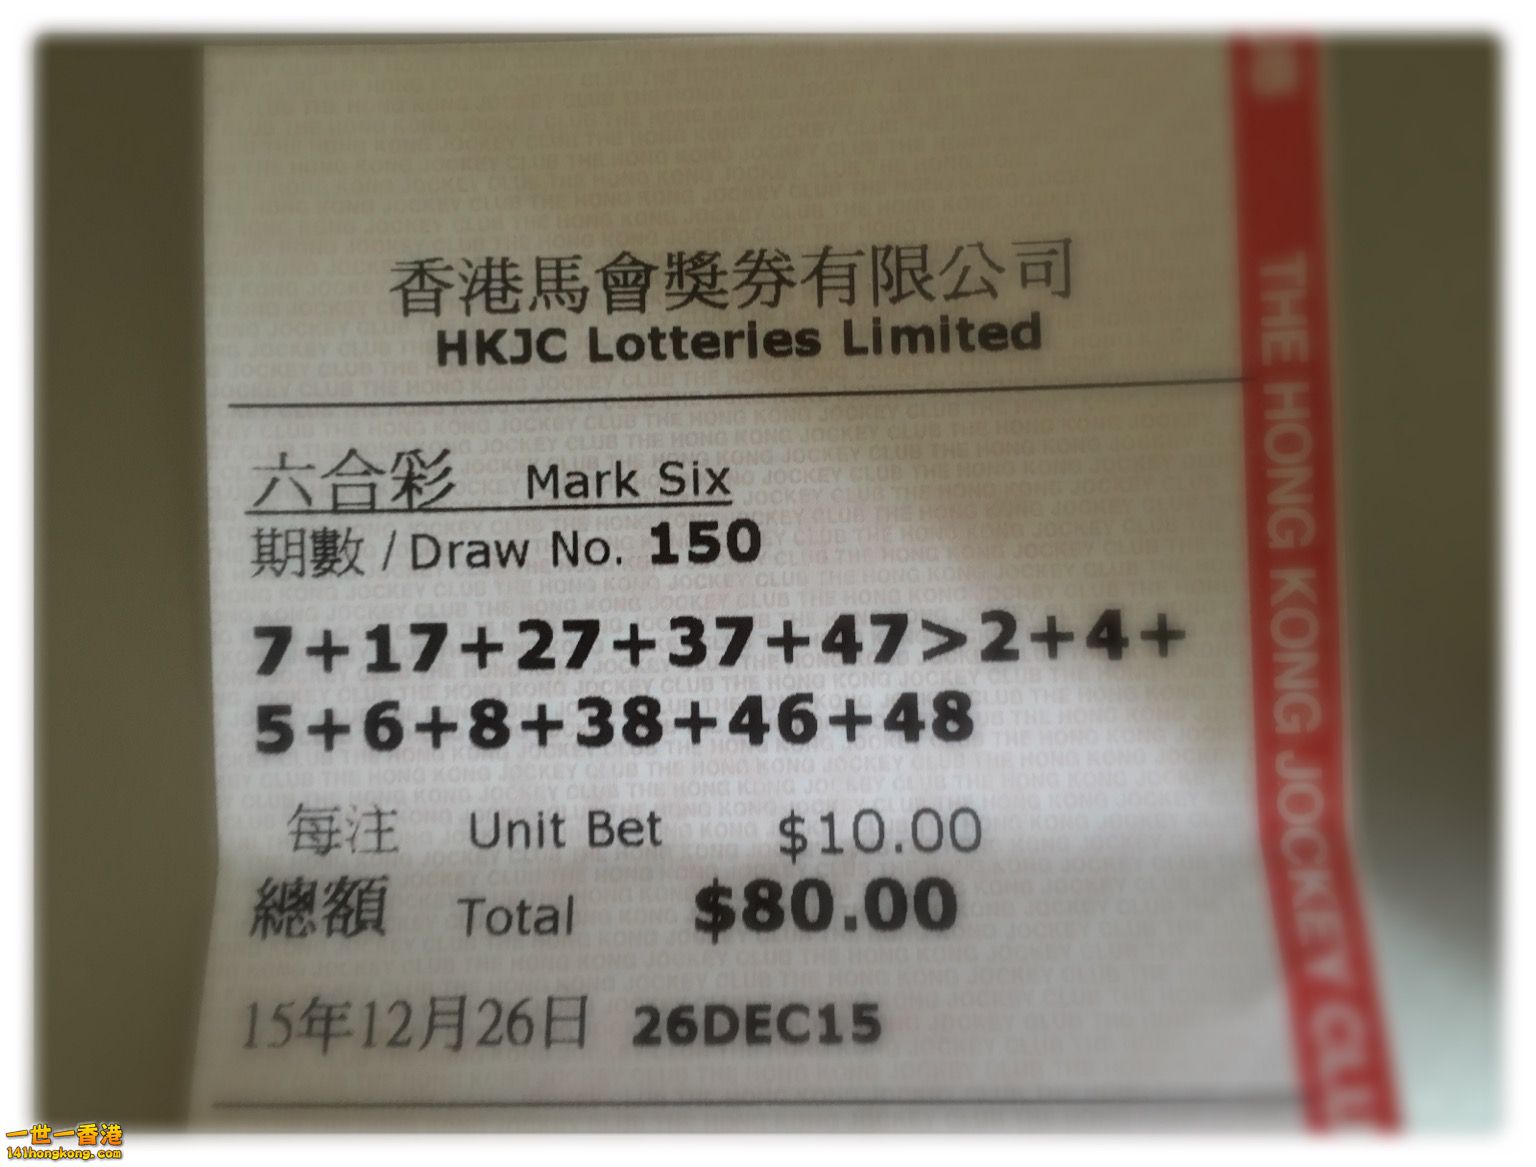 香港馬會獎券有限公司
HKJC Lotteries Limited
六合彩 Mark Six
期數 / Draw No. 150
7+17+27+37+47>2+4+
5+6+8+38+46+48
每注 Unit Bet $10.00
總額 Total $80.00
15年12月26日 26DEC15
THE HONG KONG JOCKEY CLU
一世一香港
141hongkong.com